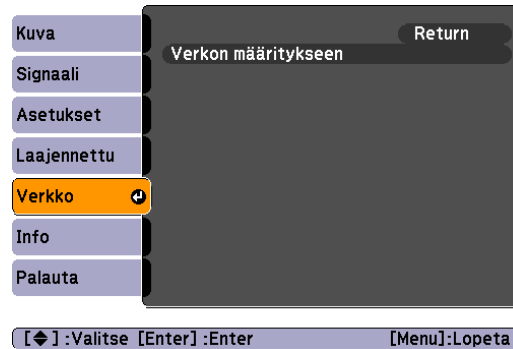 Kuva
Signaali
Asetukset
Laajennettu
Verkko
Info
Palauta
Return
Verkon määritykseen
[◆] :Valitse [Enter] :Enter [Menu]:Lopeta